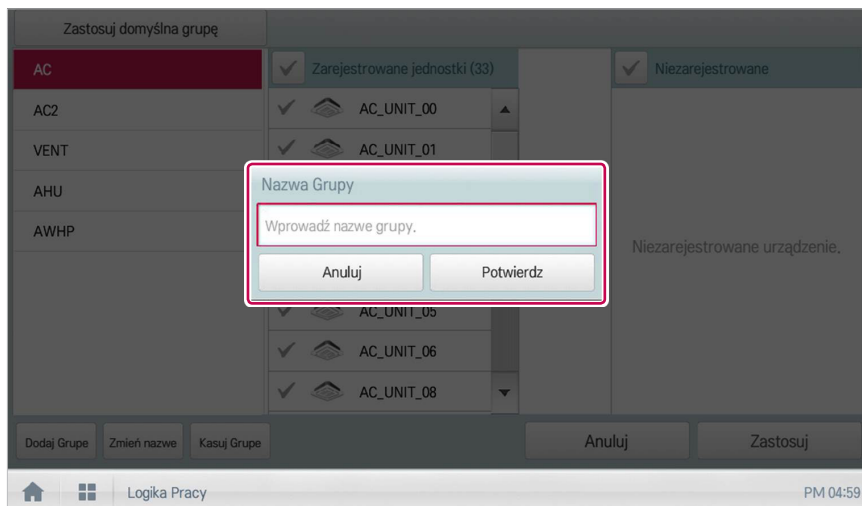 Zastosuj domyślna grupę
AC
Zarejestrowane jednostki (33)
Niezarejestrowane
AC2
AC_UNIT_00
VENT
AC_UNIT_01
AHU
Nazwa Grupy
AWHP
Wprowadź nazwe grupy.
Niezarejestrowane urządzenie.
Anuluj
Potwierdz
AC_UNIT_05
AC_UNIT_06
AC_UNIT_08
Dodaj Grupe
Zmień nazwe
Kasuj Grupe
Anuluj
Zastosuj
Logika Pracy
PM 04:59